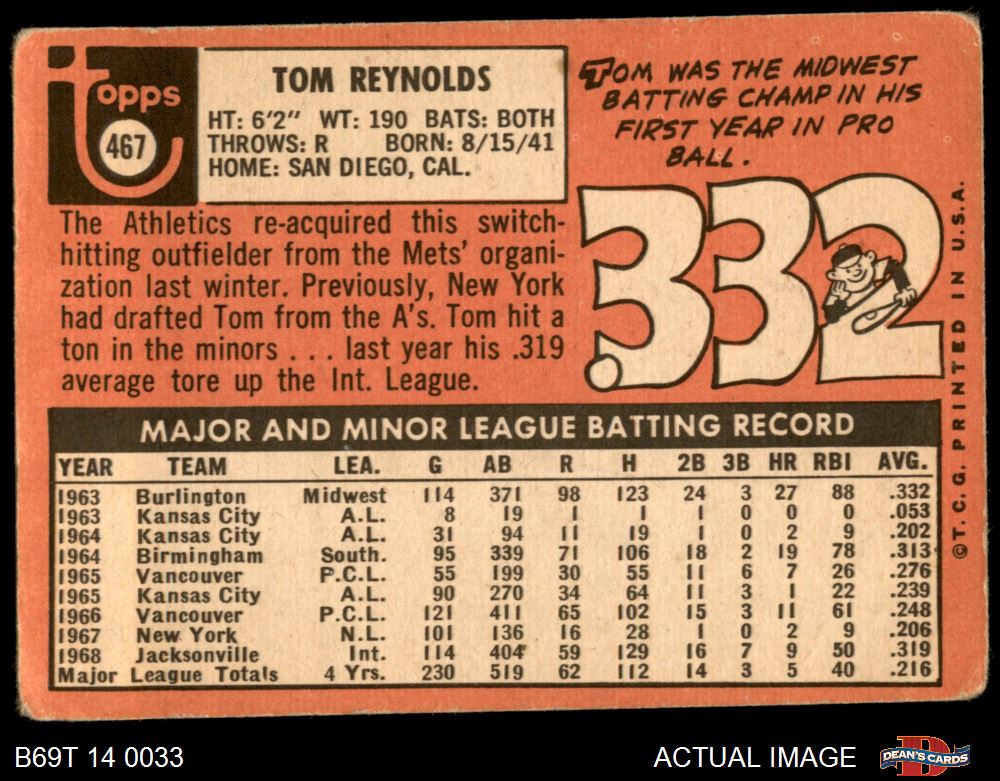 Topps
467
TOM REYNOLDS
HT: 6'2" WT: 190 BATS: BOTH
THROWS: R BORN: 8/15/41
HOME: SAN DIEGO, CAL.
The Athletics re-acquired this switch-
hitting outfielder from the Mets' organi-
zation last winter. Previously, New York
had drafted Tom from the A's. Tom hit a
ton in the minors . . . last year his .319
average tore up the Int. League.
TOM WAS THE MIDWEST
BATTING CHAMP IN HIS
FIRST YEAR IN PRO
BALL.
.332
©T. C. G. PRINTED IN U.S.A.
MAJOR AND MINOR LEAGUE BATTING RECORD
YEAR TEAM LEA. G AB R H 2B 3B HR RBI AVG.
1963 Burlington Midwest 114 371 98 123 24 3 27 88 .332
1963 Kansas City A.L. 8 19 1 1 1 0 0 0 .053
1964 Kansas City A.L. 31 94 11 19 1 0 2 9 .202
1964 Birmingham South. 95 339 71 106 18 2 19 78 .313
1965 Vancouver P.C.L. 55 199 30 55 11 6 7 26 .276
1965 Kansas City A.L. 90 270 34 64 11 3 1 22 .239
1966 Vancouver P.C.L. 121 411 65 102 15 3 11 61 .248
1967 New York N.L. 101 136 16 28 1 0 2 9 .206
1968 Jacksonville Int. 114 404 59 129 16 7 9 50 .319
Major League Totals 4 Yrs. 230 519 62 112 14 3 5 40 .216
B69T 14 0033
ACTUAL IMAGE
DEAN'S CARDS